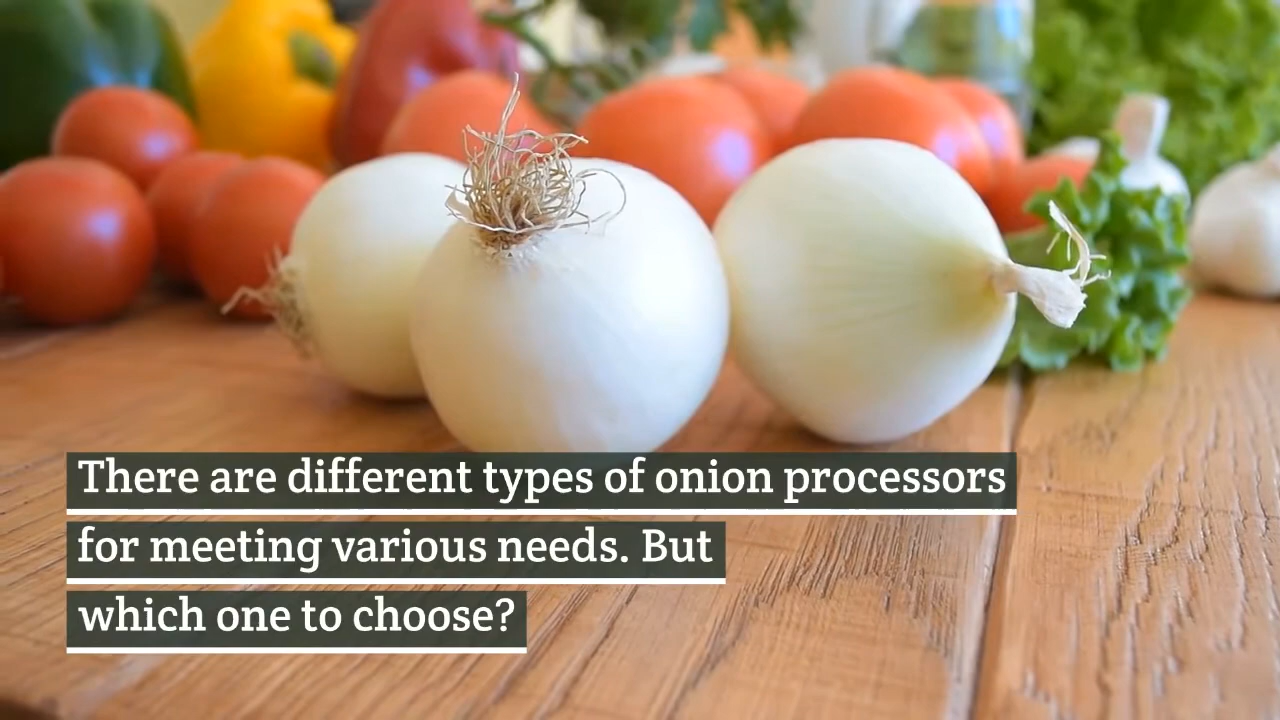 There are different types of onion processors
for meeting various needs. But
which one to choose?